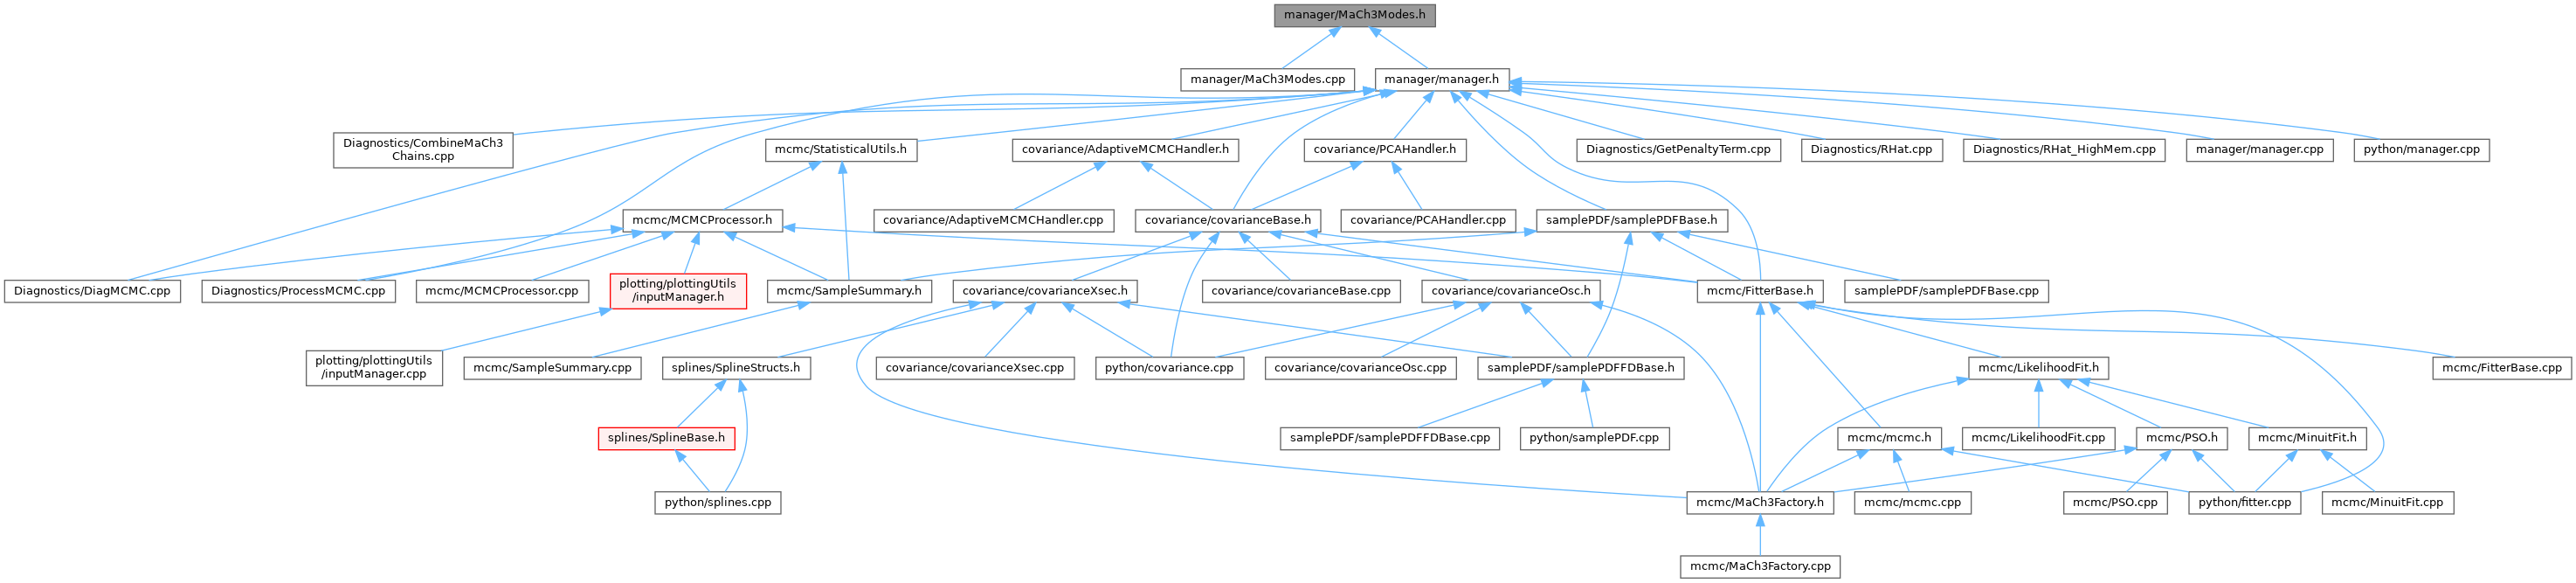 manager/MaCh3Modes.h
manager/MaCh3Modes.cpp
manager/manager.h
Diagnostics/CombineMaCh3
Chains.cpp
mcmc/StatisticalUtils.h
covariance/AdaptiveMCMCHandler.h
covariance/PCAHandler.h
Diagnostics/GetPenaltyTerm.cpp
Diagnostics/RHat.cpp
Diagnostics/RHat_HighMem.cpp
manager/manager.cpp
python/manager.cpp
mcmc/MCMCProcessor.h
covariance/AdaptiveMCMCHandler.cpp
covariance/covarianceBase.h
covariance/PCAHandler.cpp
samplePDF/samplePDFBase.h
Diagnostics/DiagMCMC.cpp
Diagnostics/ProcessMCMC.cpp
mcmc/MCMCProcessor.cpp
plotting/plottingUtils
/inputManager.h
mcmc/SampleSummary.h
covariance/covarianceXsec.h
covariance/covarianceBase.cpp
covariance/covarianceOsc.h
mcmc/FitterBase.h
samplePDF/samplePDFBase.cpp
plotting/plottingUtils
/inputManager.cpp
mcmc/SampleSummary.cpp
splines/SplineStructs.h
covariance/covarianceXsec.cpp
python/covariance.cpp
covariance/covarianceOsc.cpp
samplePDF/samplePDFFDBase.h
mcmc/LikelihoodFit.h
mcmc/FitterBase.cpp
splines/SplineBase.h
samplePDF/samplePDFFDBase.cpp
python/samplePDF.cpp
mcmc/mcmc.h
mcmc/LikelihoodFit.cpp
mcmc/PSO.h
mcmc/MinuitFit.h
python/splines.cpp
mcmc/MaCh3Factory.h
mcmc/mcmc.cpp
mcmc/PSO.cpp
python/fitter.cpp
mcmc/MinuitFit.cpp
mcmc/MaCh3Factory.cpp